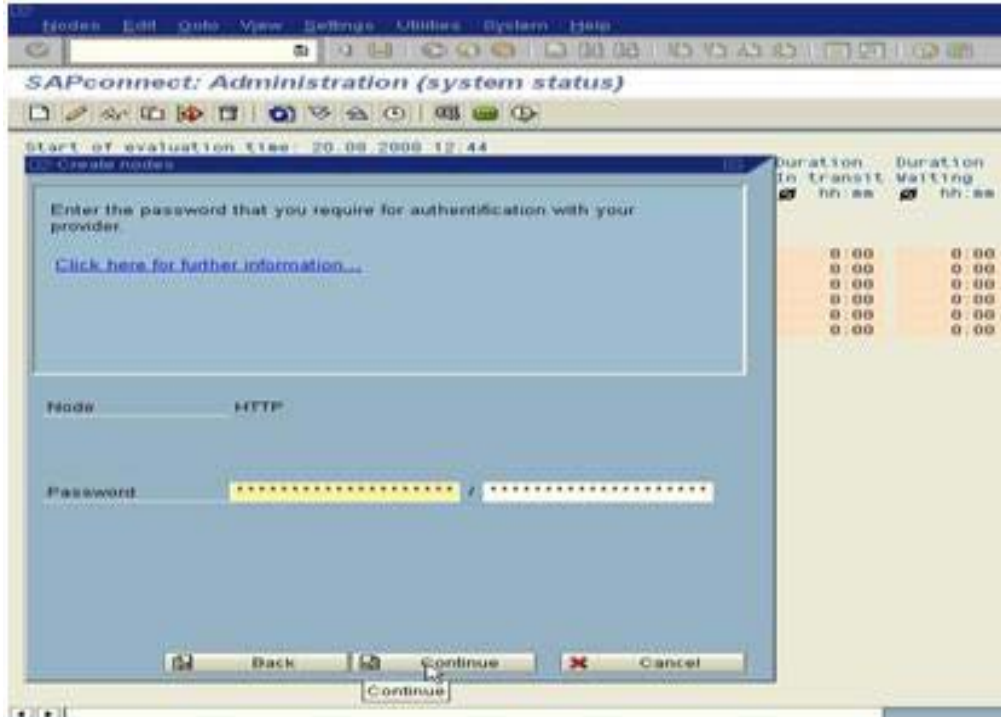 Nodes Edit Goto View Settings Utilities System Help
SAPconnect: Administration (system status)
Start of evaluation time: 20.08.2008 12:44
Create nodes
Duration Duration
In transit Waiting
hh:mm hh:mm
Enter the password that you require for authentification with your
provider.
Click here for further information...
0:00 0:00
0:00 0:00
0:00 0:00
0:00 0:00
0:00 0:00
0:00 0:00
Node HTTP
Password ******************** / ********************
Back Continue Cancel
Continue